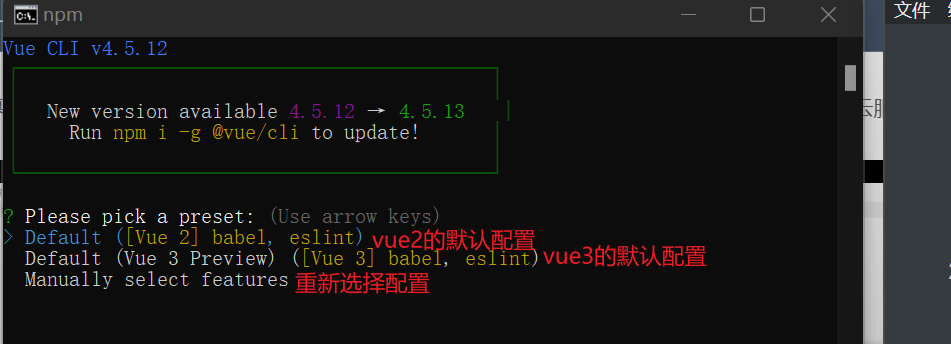 npm
文件
Vue CLI v4.5.12
New version available 4.5.12 → 4.5.13
Run npm i -g @vue/cli to update!
? Please pick a preset: (Use arrow keys)
> Default ([Vue 2] babel, eslint) vue2的默认配置
Default (Vue 3 Preview) ([Vue 3] babel, eslint) vue3的默认配置
Manually select features 重新选择配置